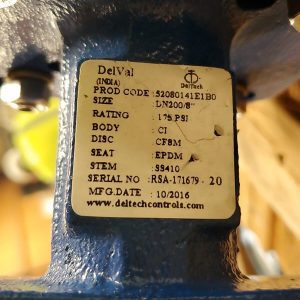 DelVal
(INDIA)
DelTech
PROD CODE : 52080141E1B0
SIZE : DN200/8"
RATING : 175 PSI
BODY : CI
DISC : CF8M
SEAT : EPDM
STEM : SS410
SERIAL NO : RSA-171679 - 20
MFG.DATE : 10/2016
www.deltechcontrols.com